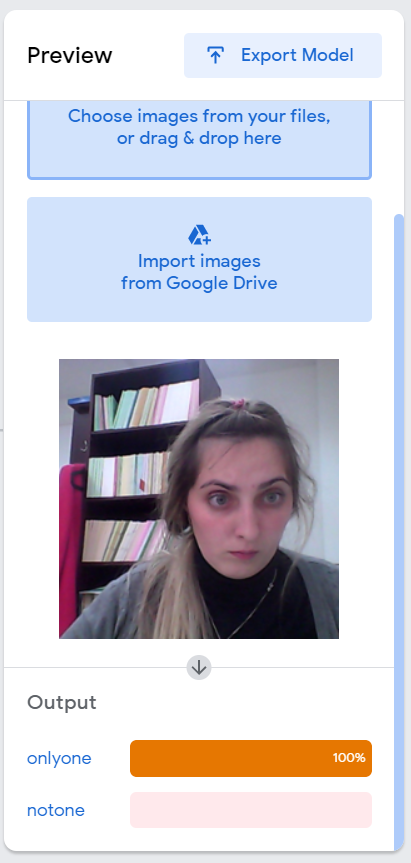 Preview
Export Model
Choose images from your files,
or drag & drop here
Import images
from Google Drive
Output
onlyone
100%
notone